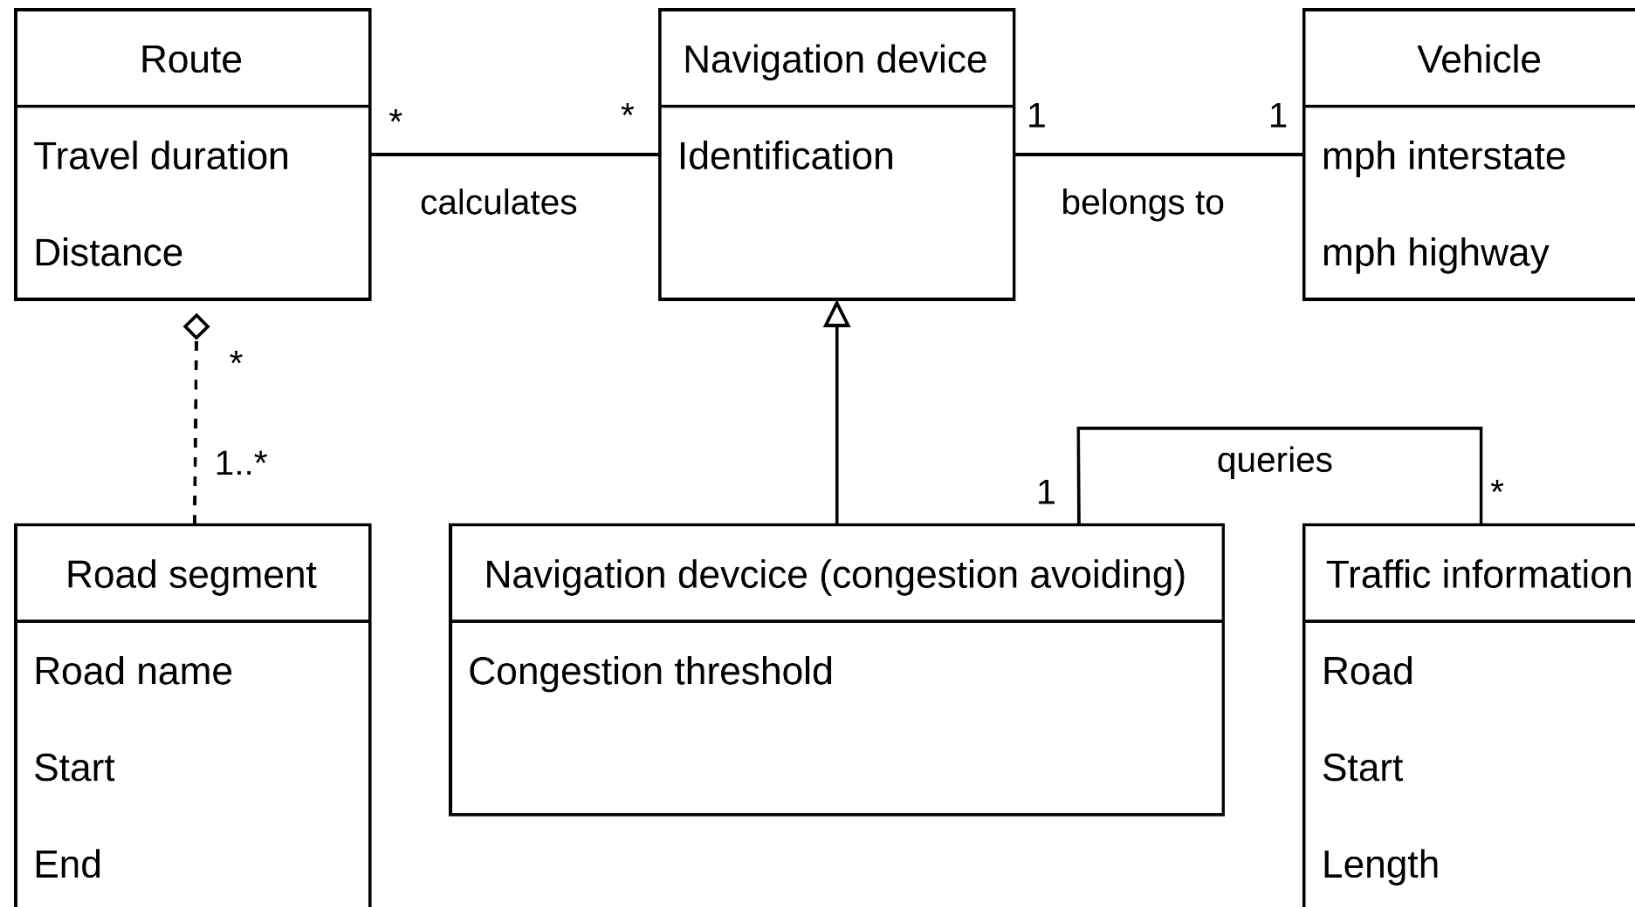 Route
Travel duration
Distance
*
*
calculates
Navigation device
Identification
1
1
belongs to
Vehicle
mph interstate
mph highway
*
1..*
Road segment
Road name
Start
End
Navigation devcice (congestion avoiding)
Congestion threshold
1
queries
*
Traffic information
Road
Start
Length